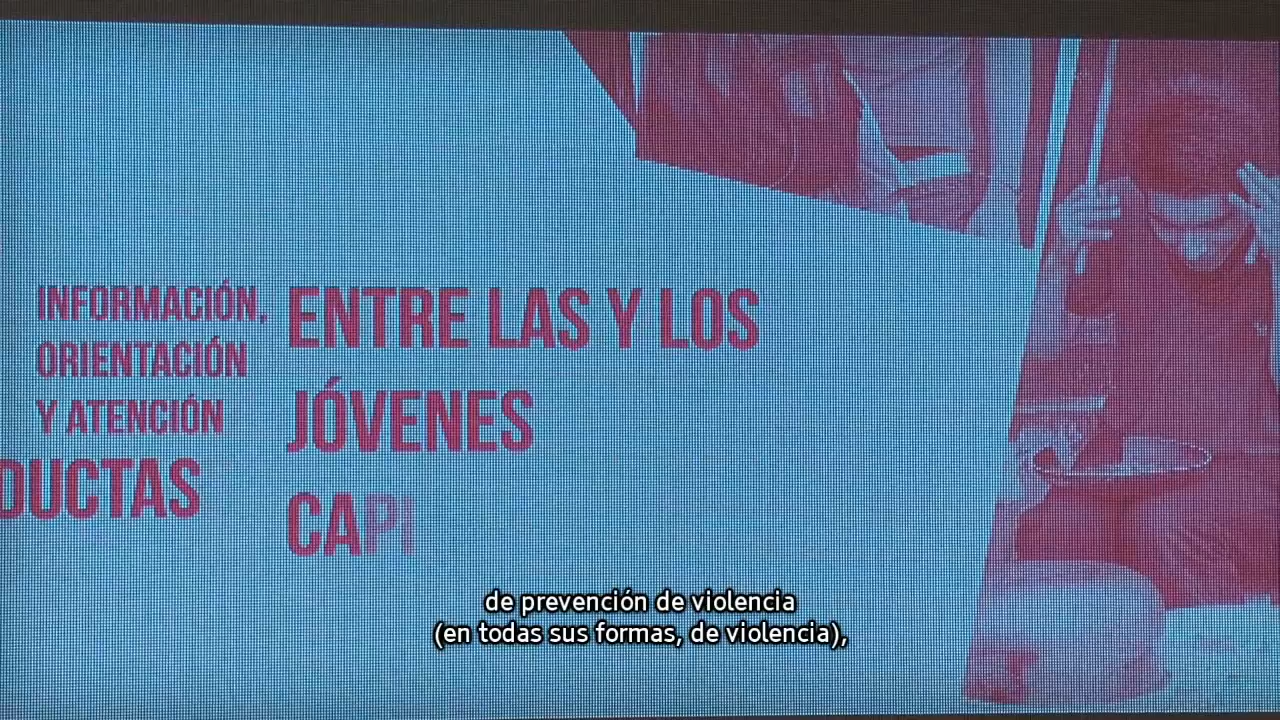 INFORMACIÓN,
ORIENTACIÓN
Y ATENCIÓN
DUCTAS
ENTRE LAS Y LOS
JÓVENES
CAPI
de prevención de violencia
(en todas sus formas, de violencia),